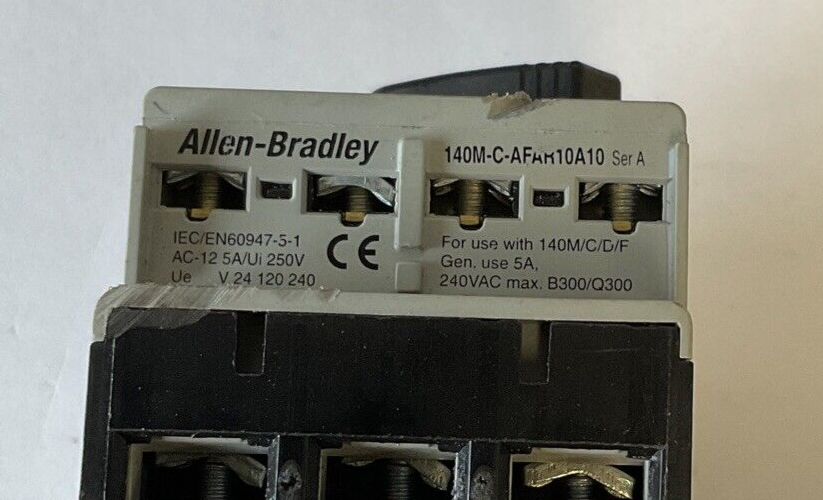 Allen-Bradley
140M-C-AFAR10A10 Ser A
IEC/EN60947-5-1
AC-12 5A/Ui 250V
Ue V 24 120 240
CE
For use with 140M/C/D/F
Gen. use 5A,
240VAC max. B300/Q300